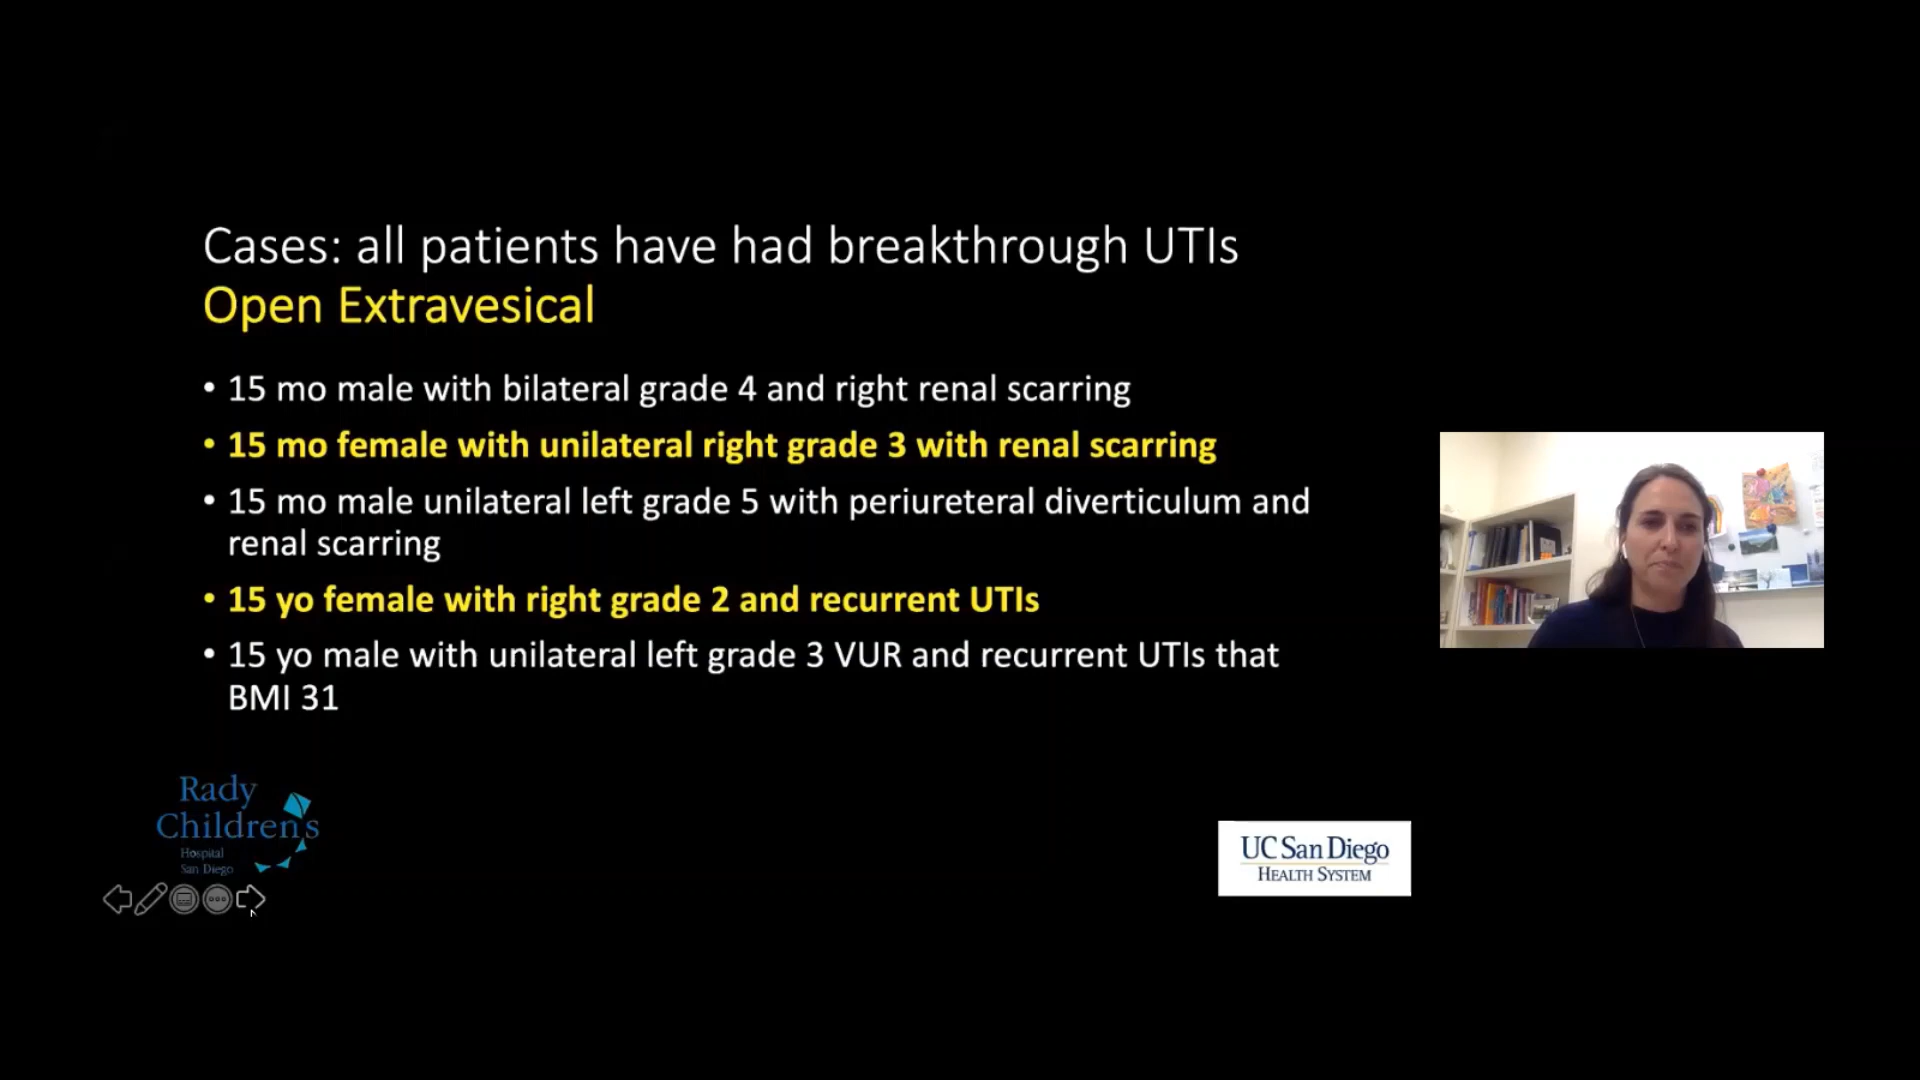 Cases: all patients have had breakthrough UTIs
Open Extravesical
• 15 mo male with bilateral grade 4 and right renal scarring
• 15 mo female with unilateral right grade 3 with renal scarring
• 15 mo male unilateral left grade 5 with periureteral diverticulum and
renal scarring
• 15 yo female with right grade 2 and recurrent UTIs
• 15 yo male with unilateral left grade 3 VUR and recurrent UTIs that
BMI 31
Rady
Children's
Hospital
San Diego
UC San Diego
HEALTH SYSTEM